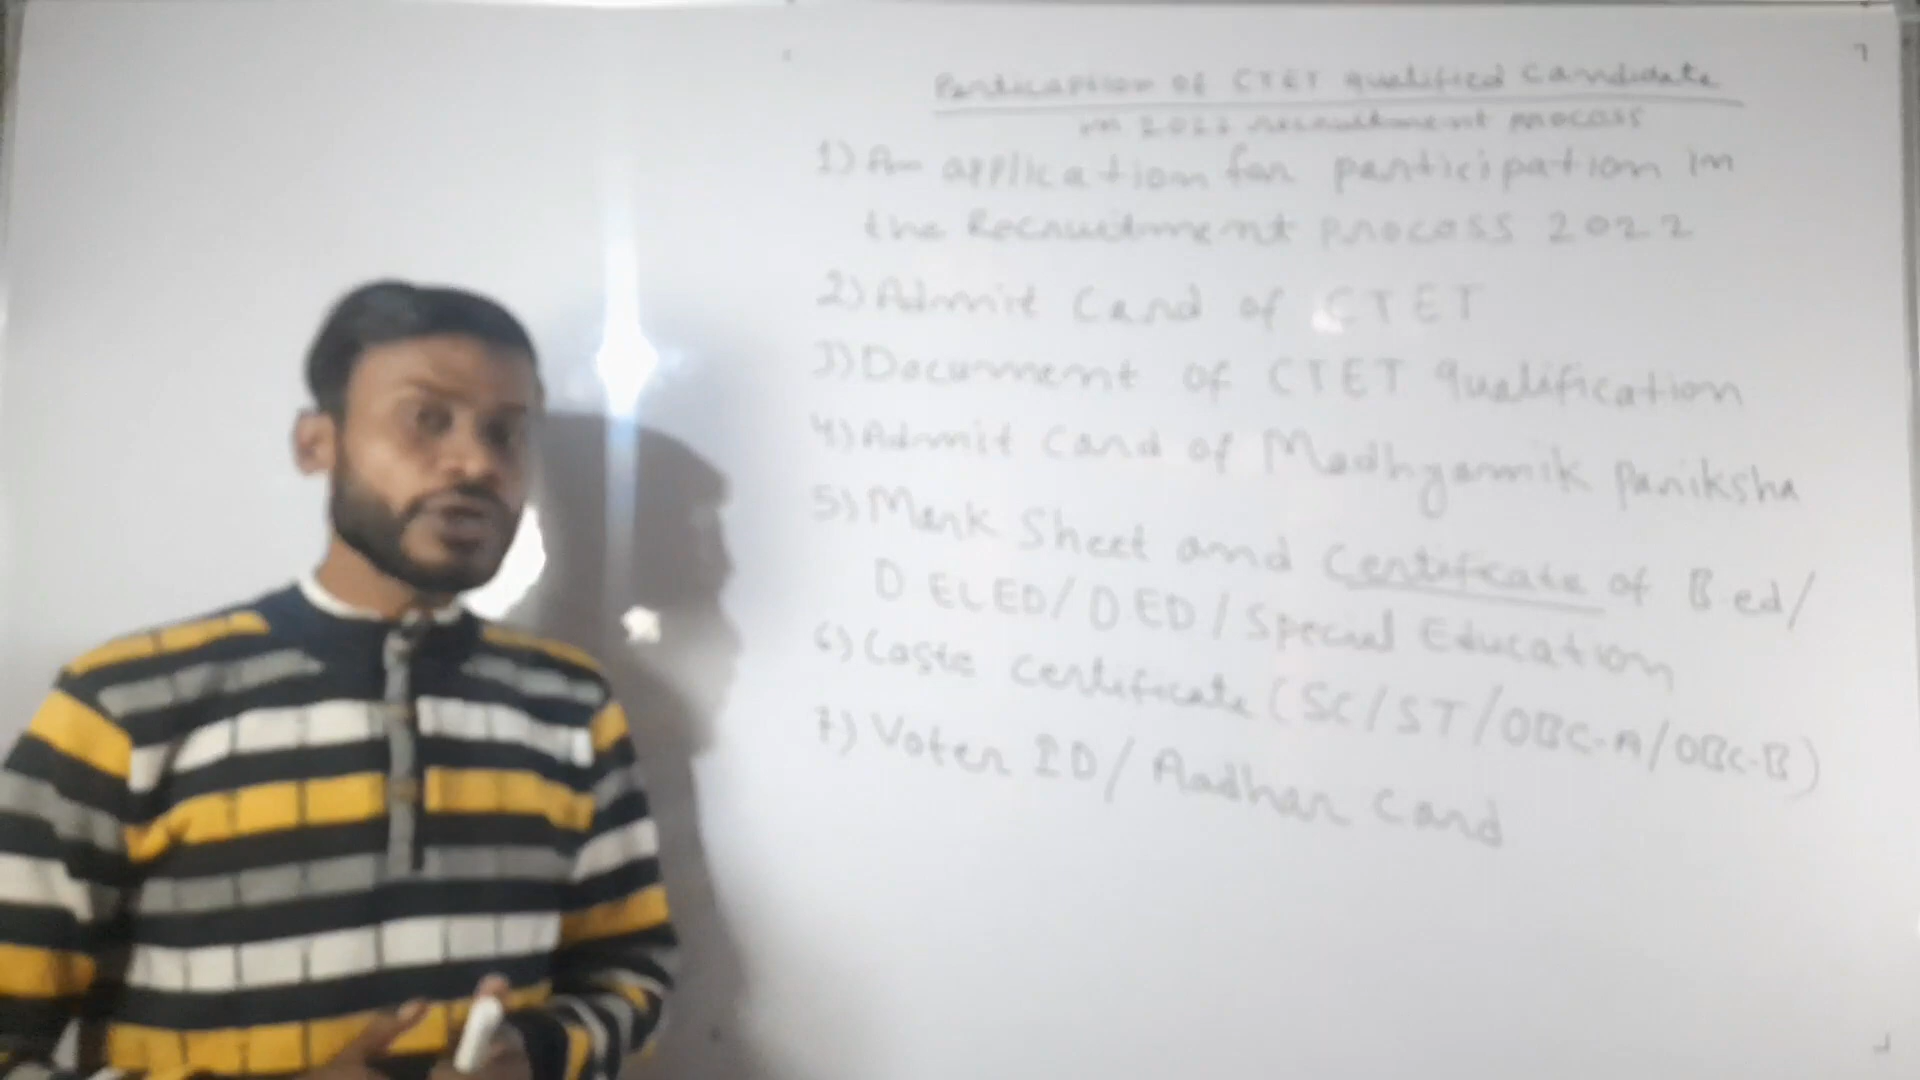 Perticaption of CTET qualified Candidate
in 2022 recruitment process
1) An application for participation in
the Recruitment process 2022
2) Admit Card of CTET
3) Document of CTET qualification
4) Admit Card of Madhyamik Pariksha
5) Mark Sheet and Certificate of B.ed/
D ELED/ DED / Special Education
6) Caste Certificate (SC/ST/OBC-A/OBC-B)
7) Voter ID/ Aadhar Card